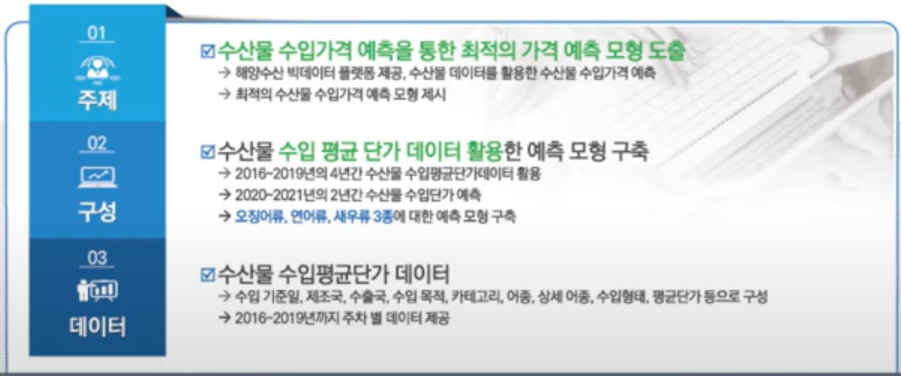 01
주제
수산물 수입가격 예측을 통한 최적의 가격 예측 모형 도출
→ 해양수산 빅데이터 플랫폼 제공, 수산물 데이터를 활용한 수산물 수입가격 예측
→ 최적의 수산물 수입가격 예측 모형 제시
02
구성
수산물 수입 평균 단가 데이터 활용한 예측 모형 구축
→ 2016~2019년의 4년간 수산물 수입평균단가데이터 활용
→ 2020~2021년의 2년간 수산물 수입단가 예측
→ 오징어류, 연어류, 새우류 3종에 대한 예측 모형 구축
03
데이터
수산물 수입평균단가 데이터
→ 수입 기준일, 제조국, 수출국, 수입 목적, 카테고리, 어종, 상세 어종, 수입형태, 평균단가 등으로 구성
→ 2016~2019년까지 주차 별 데이터 제공